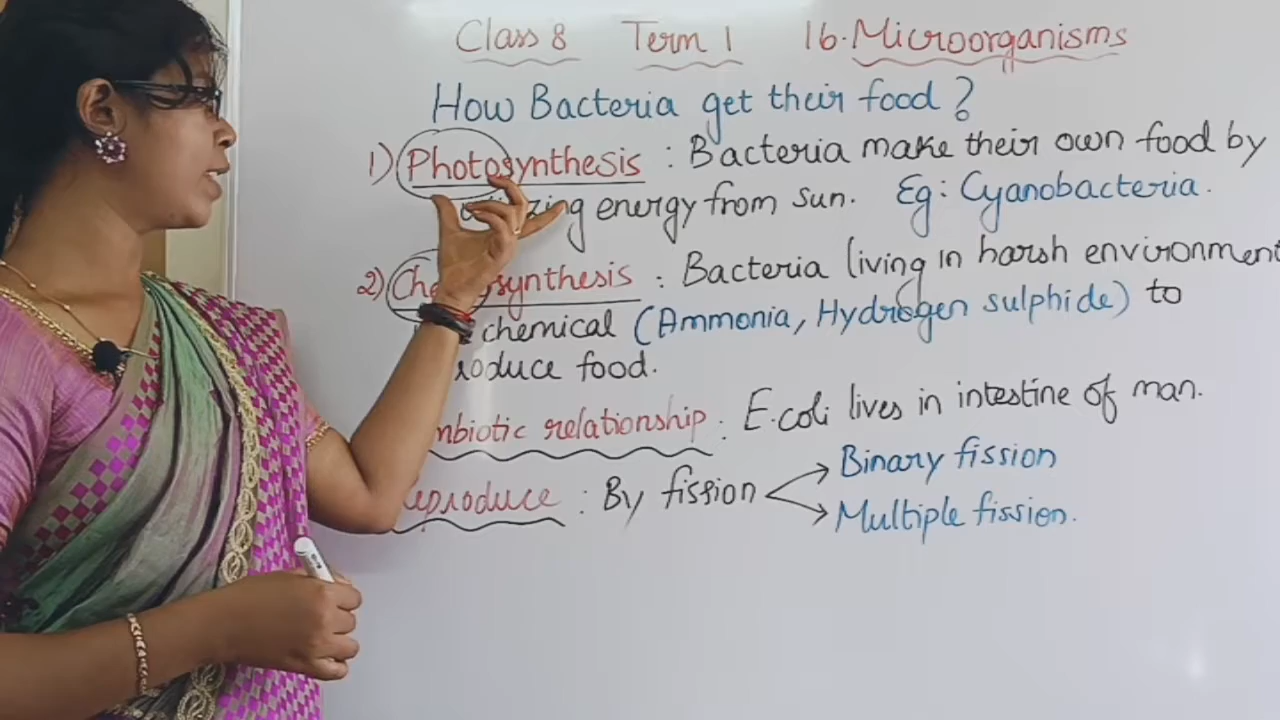 Class 8 Term 1 16. Microorganisms
How Bacteria get their food ?
1) Photosynthesis : Bacteria make their own food by
energy from sun. Eg: Cyanobacteria.
2) : Bacteria living in harsh environment
chemical (Ammonia, Hydrogen sulphide) to
food.
relationship : E.coli lives in intestine of man.
: By fission Binary fission
Multiple fission.